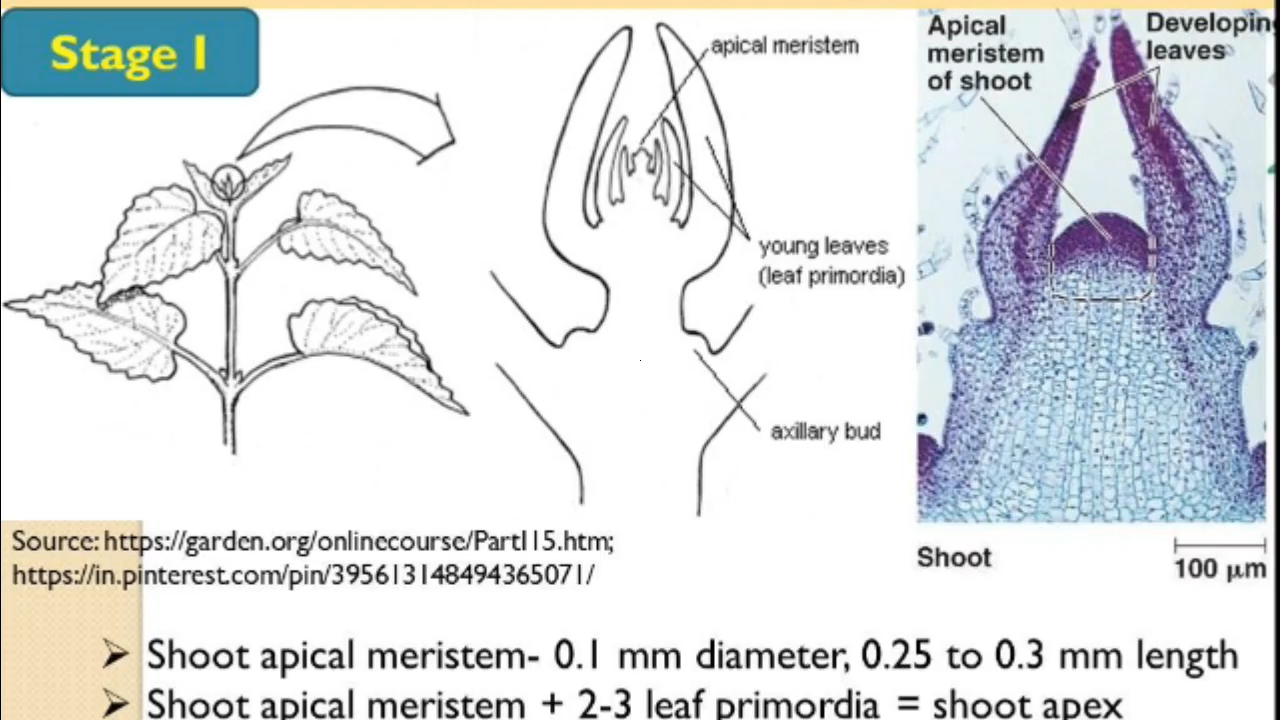 Stage I
apical meristem
young leaves
(leaf primordia)
axillary bud
Apical
meristem
of shoot
Developing
leaves
Shoot
100 µm
Source: https://garden.org/onlinecourse/PartI15.htm;
https://in.pinterest.com/pin/395613148494365071/
➢ Shoot apical meristem- 0.1 mm diameter, 0.25 to 0.3 mm length
➢ Shoot apical meristem + 2-3 leaf primordia = shoot apex